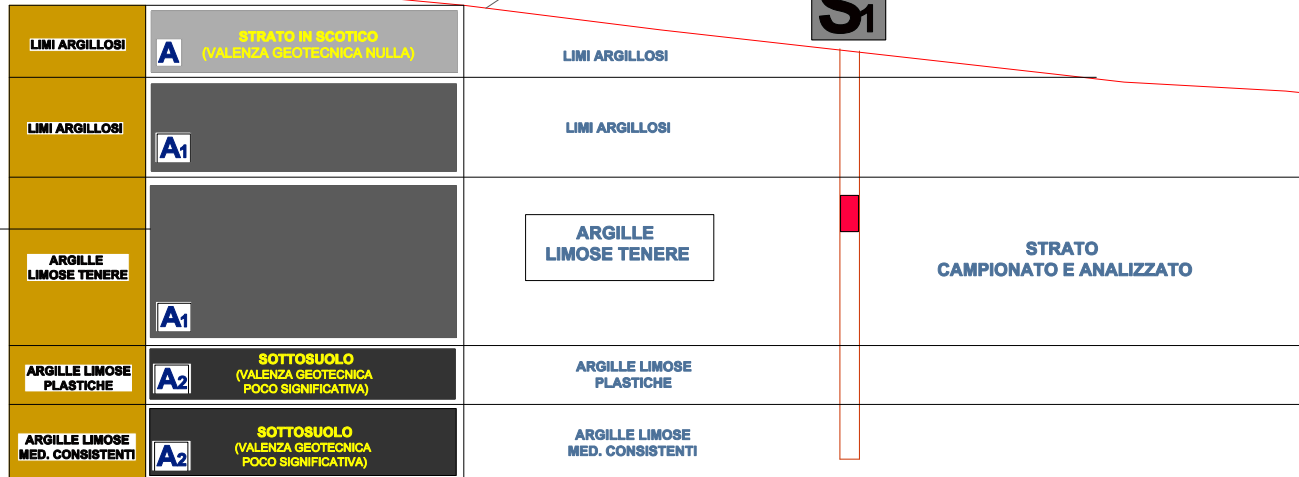 S1
LIMI ARGILLOSI
A
STRATO IN SCOTICO
(VALENZA GEOTECNICA NULLA)
LIMI ARGILLOSI
LIMI ARGILLOSI
A1
LIMI ARGILLOSI
ARGILLE
LIMOSE TENERE
A1
ARGILLE
LIMOSE TENERE
STRATO
CAMPIONATO E ANALIZZATO
ARGILLE LIMOSE
PLASTICHE
A2
SOTTOSUOLO
(VALENZA GEOTECNICA
POCO SIGNIFICATIVA)
ARGILLE LIMOSE
PLASTICHE
ARGILLE LIMOSE
MED. CONSISTENTI
A2
SOTTOSUOLO
(VALENZA GEOTECNICA
POCO SIGNIFICATIVA)
ARGILLE LIMOSE
MED. CONSISTENTI